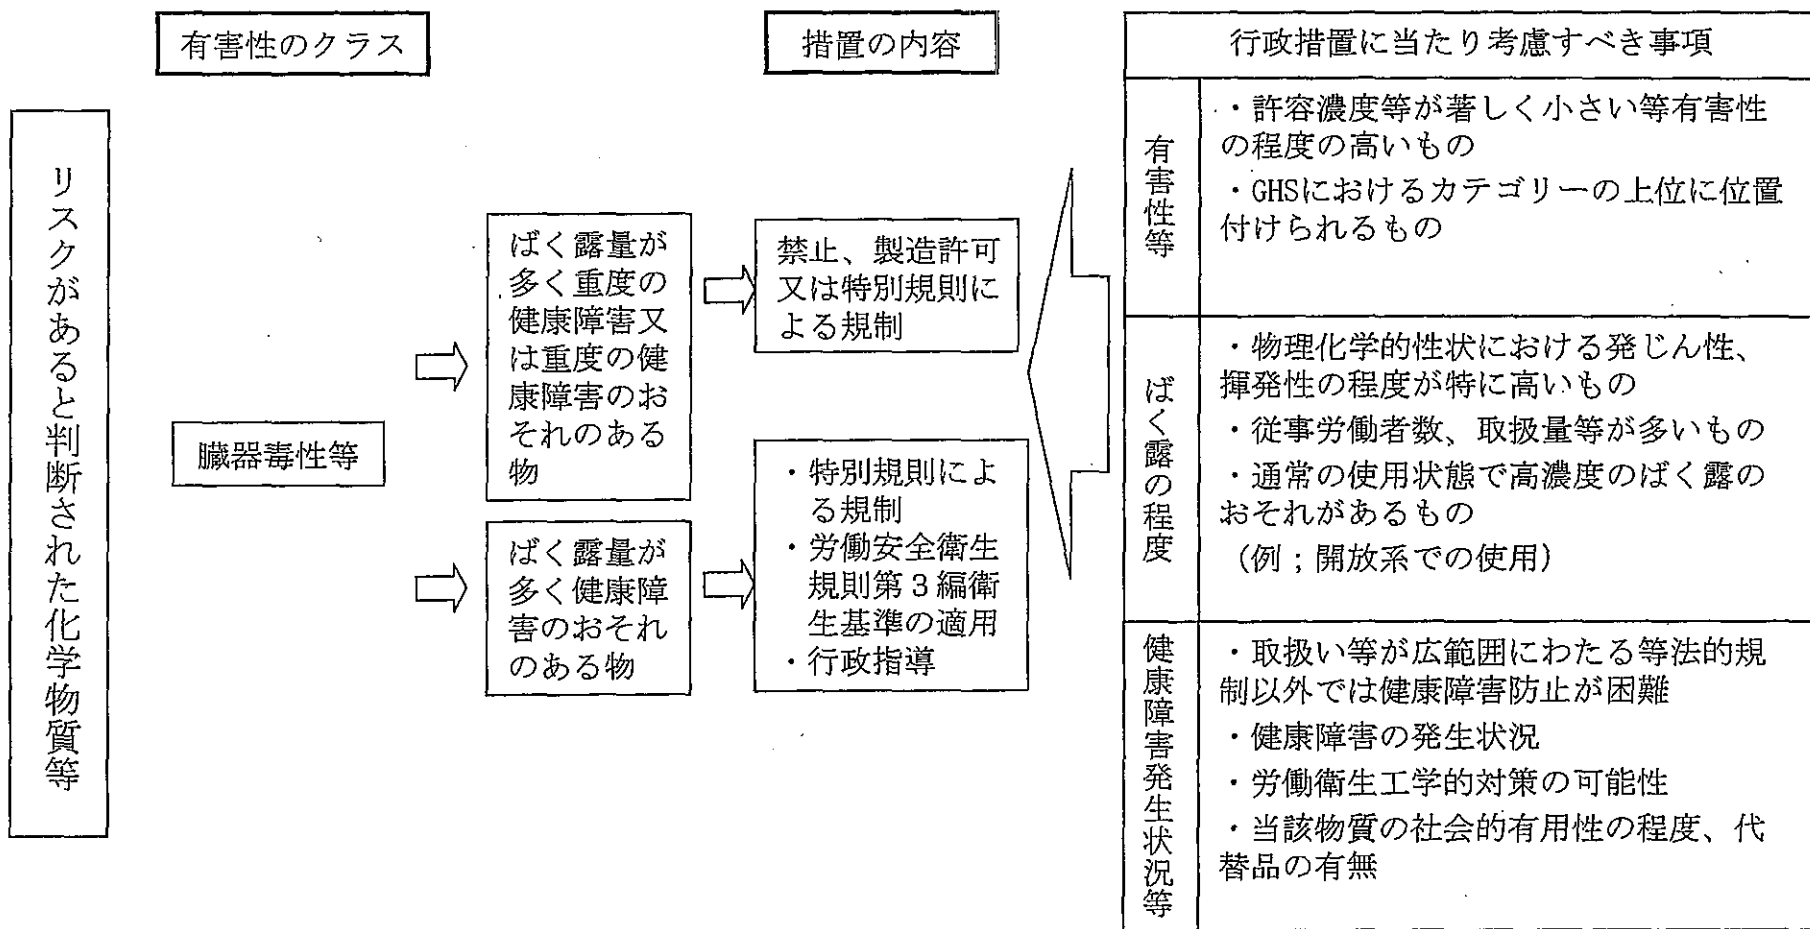 有害性のクラス
措置の内容
行政措置に当たり考慮すべき事項
リスクがあると判断された化学物質等
臓器毒性等
ばく露量が
多く重度の
健康障害又
は重度の健
康障害のお
それのある
物
禁止、製造許可
又は特別規則に
よる規制
ばく露量が
多く健康障
害のおそれ
のある物
・特別規則によ
る規制
・労働安全衛生
規則第3編衛
生基準の適用
・行政指導
有害性等
・許容濃度等が著しく小さい等有害性
の程度の高いもの
・GHSにおけるカテゴリーの上位に位置
付けられるもの
ばく露の程度
・物理化学的性状における発じん性、
揮発性の程度が特に高いもの
・従事労働者数、取扱量等が多いもの
・通常の使用状態で高濃度のばく露の
おそれがあるもの
（例；開放系での使用）
健康障害発生状況等
・取扱い等が広範囲にわたる等法的規
制以外では健康障害防止が困難
・健康障害の発生状況
・労働衛生工学的対策の可能性
・当該物質の社会的有用性の程度、代
替品の有無